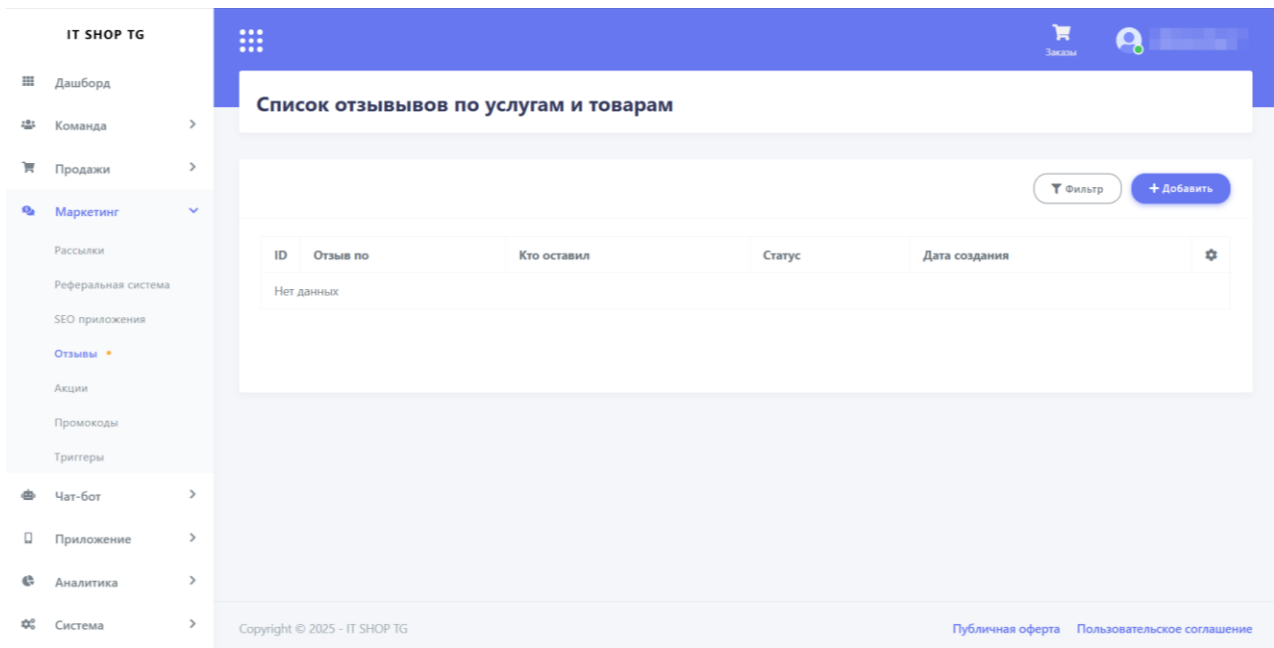 IT SHOP TG
Заказы
Дашборд
Команда
Продажи
Маркетинг
Рассылки
Реферальная система
SEO приложения
Отзывы
Акции
Промокоды
Триггеры
Чат-бот
Приложение
Аналитика
Система
Список отзывывов по услугам и товарам
Фильтр
+ Добавить
ID Отзыв по Кто оставил Статус Дата создания
Нет данных
Copyright © 2025 - IT SHOP TG
Публичная оферта Пользовательское соглашение